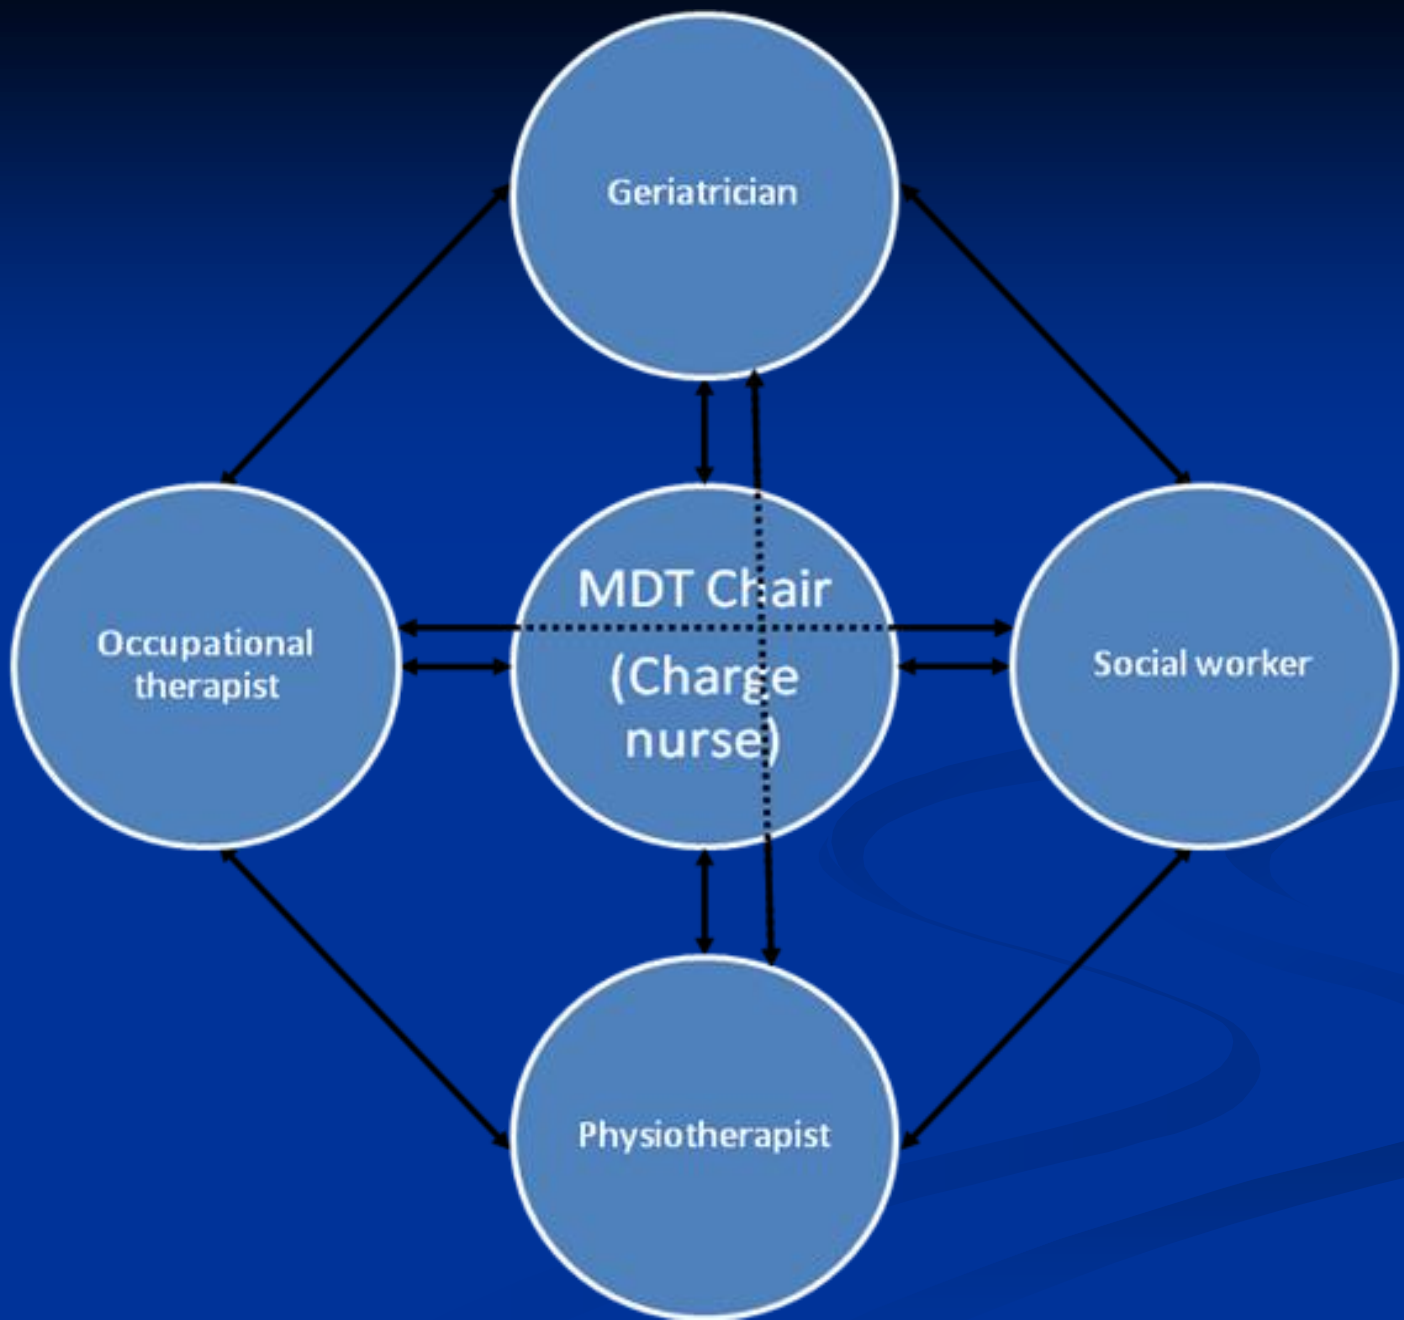 Geriatrician
Occupational
therapist
MDT Chair
(Charge
nurse)
Social worker
Physiotherapist